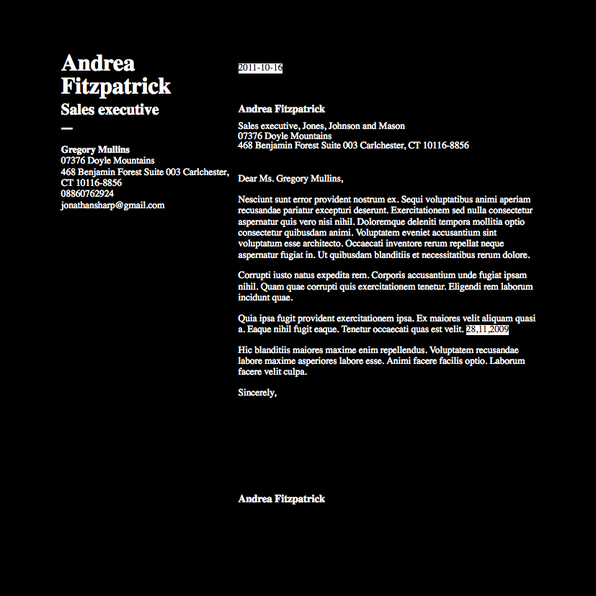 Andrea
Fitzpatrick
Sales executive
Gregory Mullins
07376 Doyle Mountains
468 Benjamin Forest Suite 003 Carlchester,
CT 10116-8856
08860762924
jonathansharp@gmail.com
2011-10-16
Andrea Fitzpatrick
Sales executive, Jones, Johnson and Mason
07376 Doyle Mountains
468 Benjamin Forest Suite 003 Carlchester, CT 10116-8856
Dear Ms. Gregory Mullins,
Nesciunt sunt error provident nostrum ex. Sequi voluptatibus animi aperiam
recusandae pariatur excepturi deserunt. Exercitationem sed nulla consectetur
aspernatur quis vero nisi nihil. Doloremque deleniti tempora mollitia optio
consectetur quibusdam animi. Voluptatem eveniet accusantium sint
voluptatum esse architecto. Occaecati inventore rerum repellat neque
aspernatur fugiat in. Ut quibusdam blanditiis et necessitatibus rerum dolore.
Corrupti iusto natus expedita rem. Corporis accusantium unde fugiat ipsam
nihil. Quam quae corrupti quis exercitationem tenetur. Eligendi rem laborum
incidunt quae.
Quia ipsa fugit provident exercitationem ipsa. Ex maiores velit aliquam quasi
a. Eaque nihil fugit eaque. Tenetur occaecati quas est velit. 28,11,2009
Hic blanditiis maiores maxime enim repellendus. Voluptatem recusandae
labore maxime asperiores labore esse. Animi facere facilis optio. Laborum
facere velit culpa.
Sincerely,
Andrea Fitzpatrick